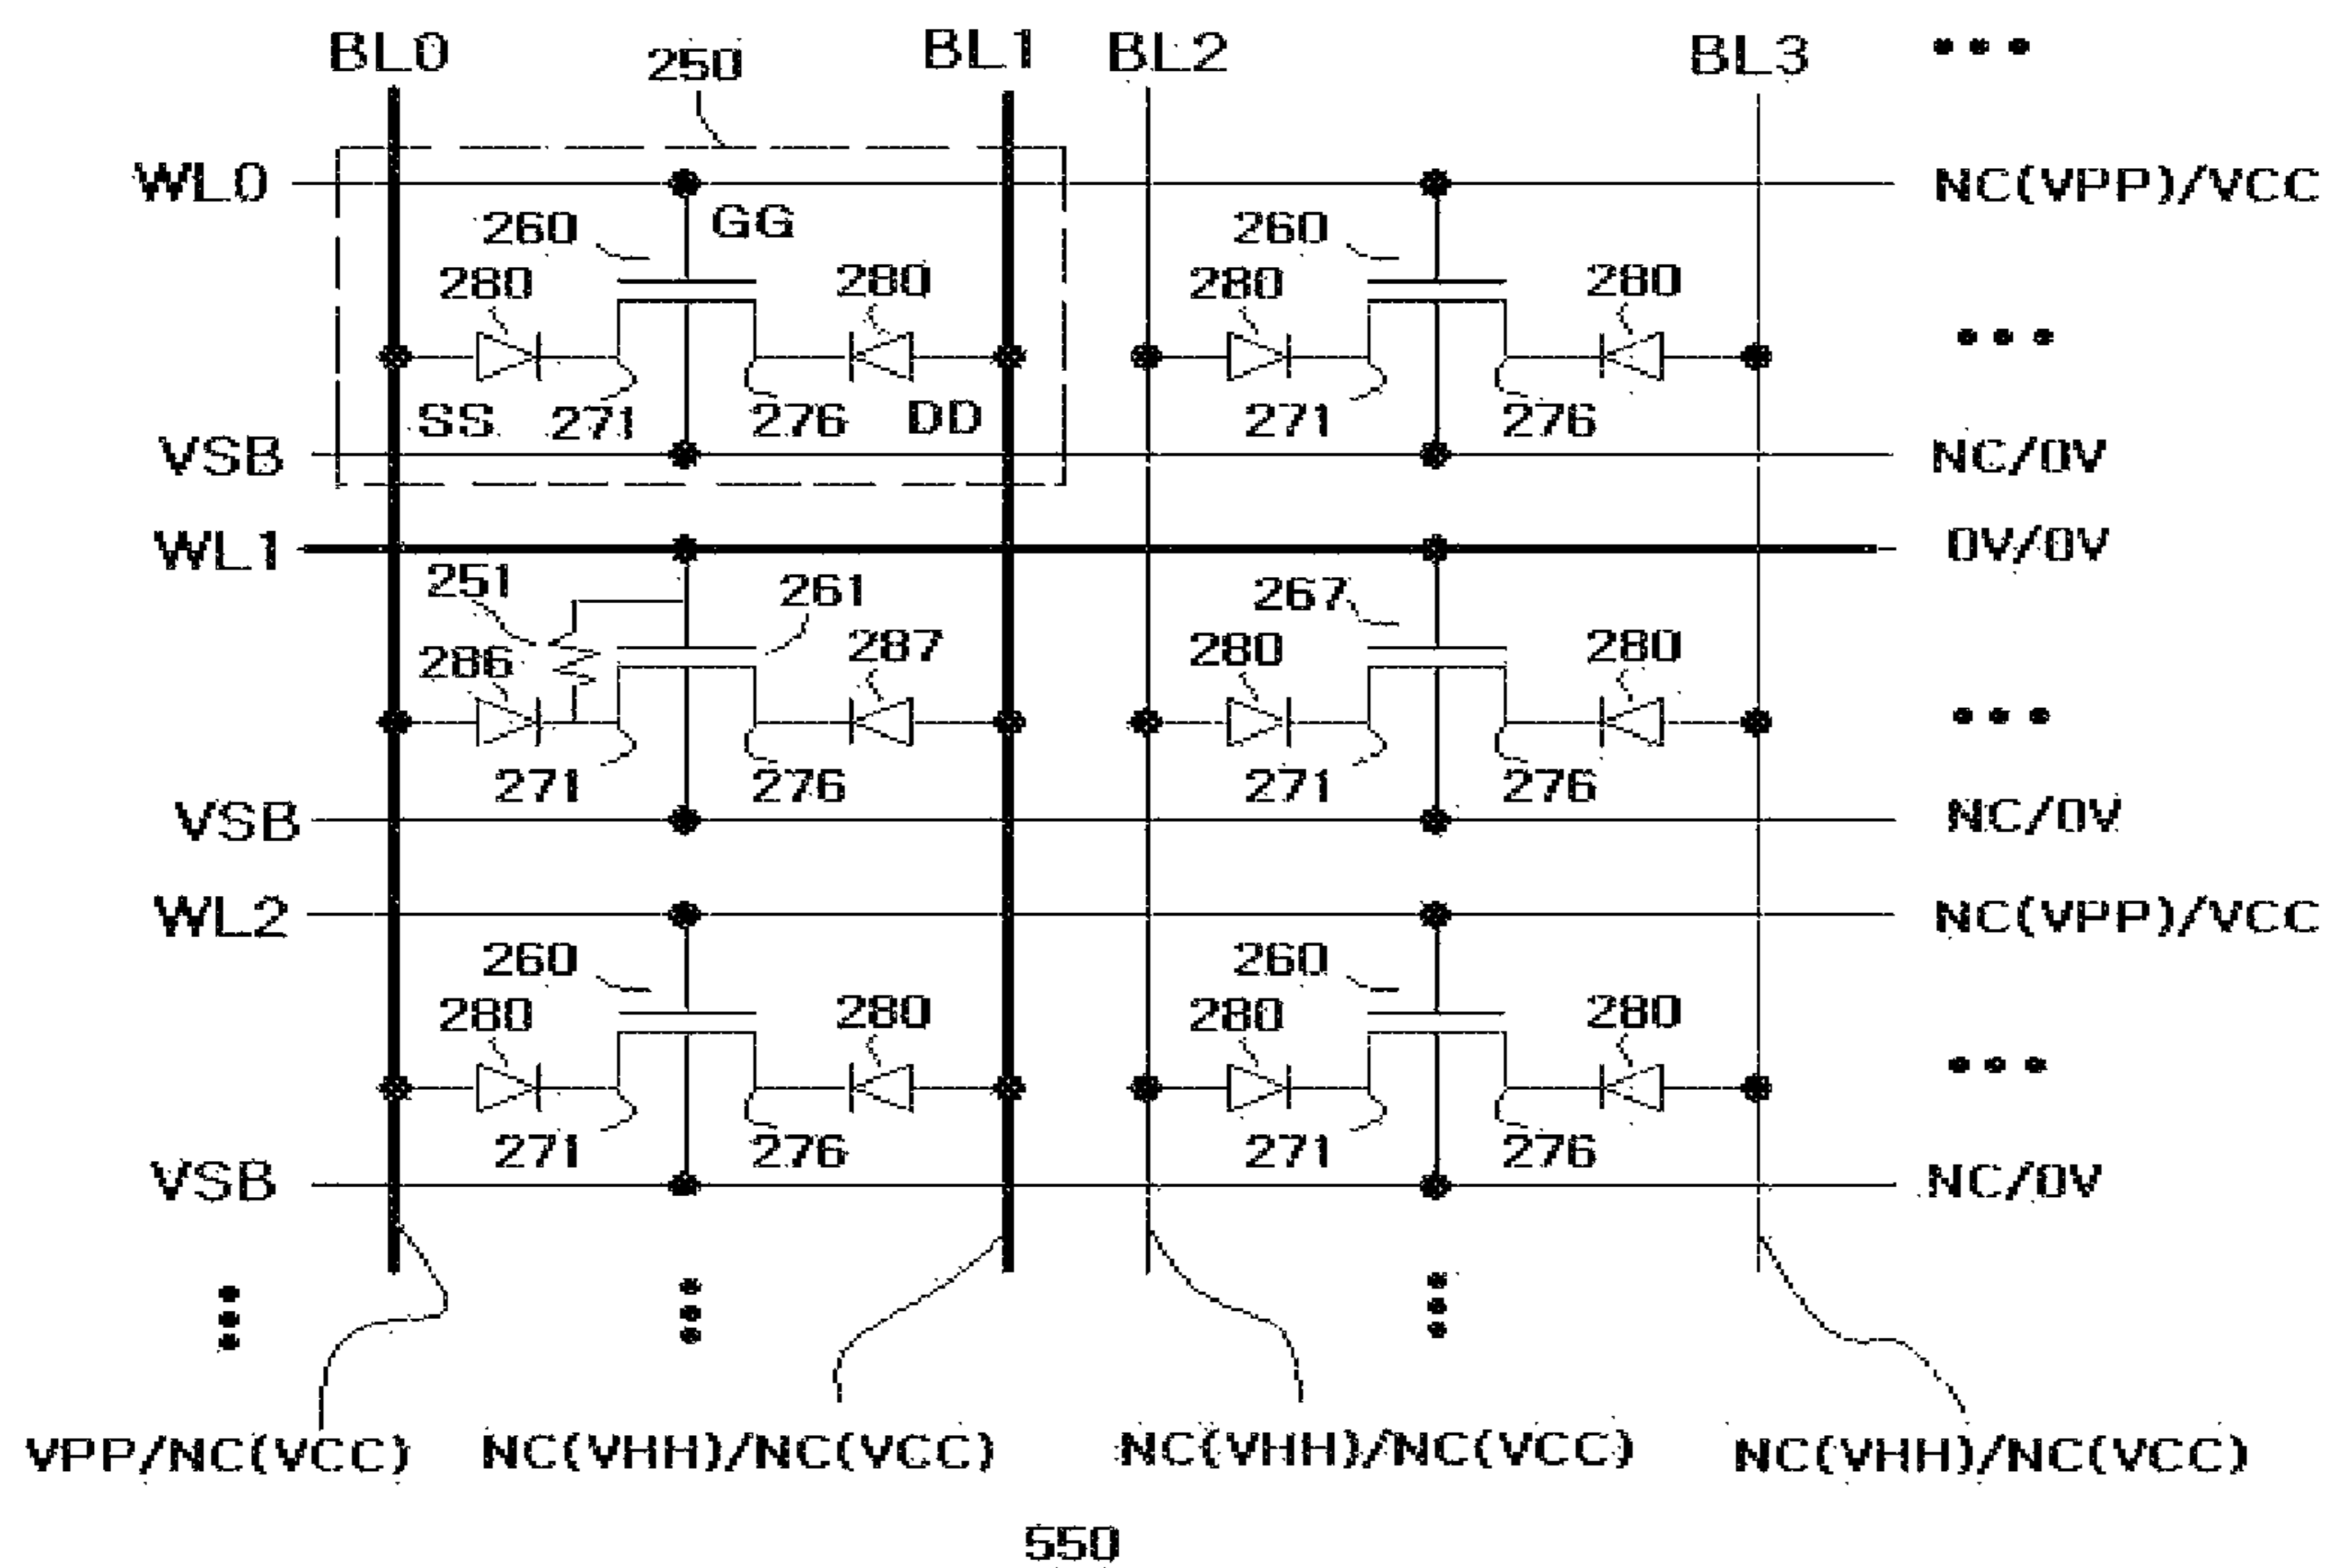 BL0 250 BL1 BL2 BL3
WL0 NC(VPP)/VCC
260 GG 260
280 280 280 280
SS 271 276 DD 271 276
VSB NC/0V
WL1 0V/0V
251 261 267
286 287 280 280
271 276 271 276
VSB NC/0V
WL2 NC(VPP)/VCC
260 260
280 280 280 280
271 276 271 276
VSB NC/0V
VPP/NC(VCC) NC(VHH)/NC(VCC) NC(VHH)/NC(VCC) NC(VHH)/NC(VCC)
550